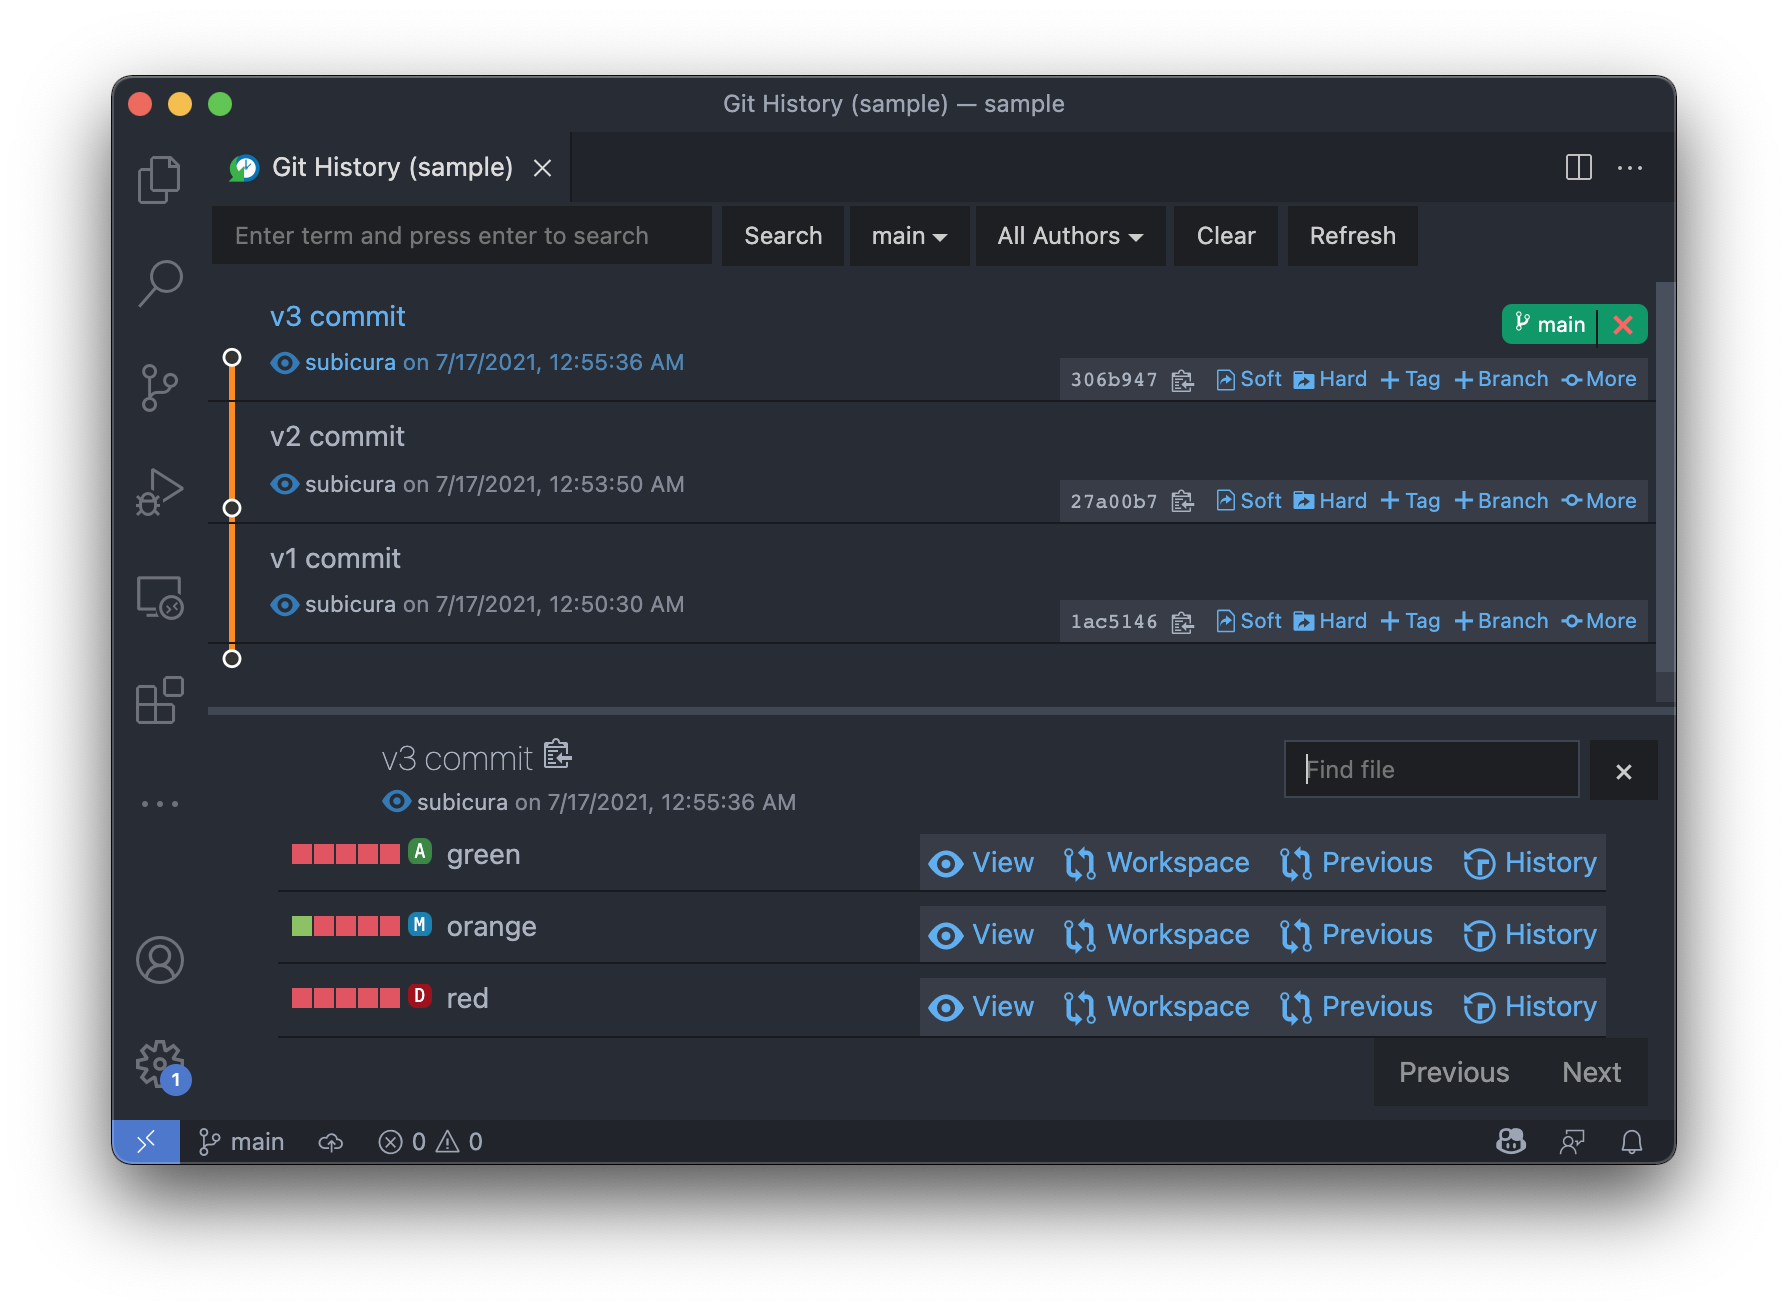 Git History (sample) — sample
Git History (sample)
Enter term and press enter to search Search main All Authors Clear Refresh
v3 commit
main
subicura on 7/17/2021, 12:55:36 AM
306b947 Soft Hard Tag Branch More
v2 commit
subicura on 7/17/2021, 12:53:50 AM
27a00b7 Soft Hard Tag Branch More
v1 commit
subicura on 7/17/2021, 12:50:30 AM
1ac5146 Soft Hard Tag Branch More
v3 commit
Find file
subicura on 7/17/2021, 12:55:36 AM
A green View Workspace Previous History
M orange View Workspace Previous History
D red View Workspace Previous History
Previous Next
1
main 0 0